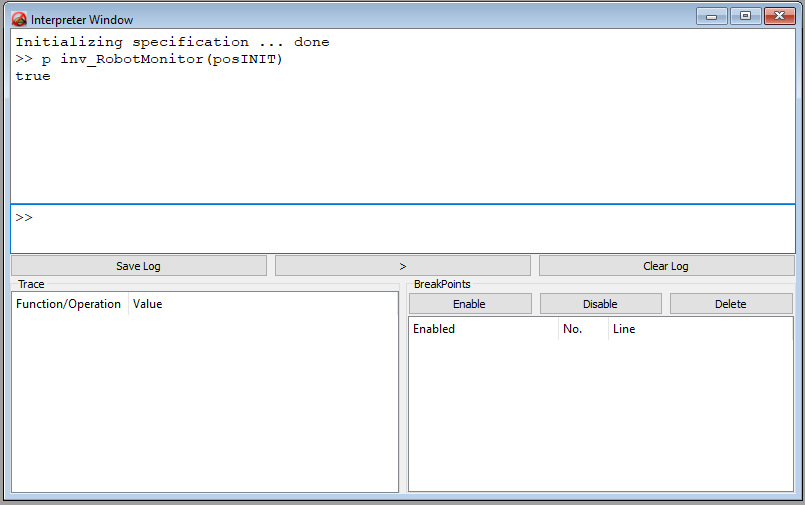 Interpreter Window
Initializing specification ... done
>> p inv_RobotMonitor(posINIT)
true
>>
Save Log > Clear Log
Trace BreakPoints
Enable Disable Delete
Function/Operation Value
Enabled No. Line